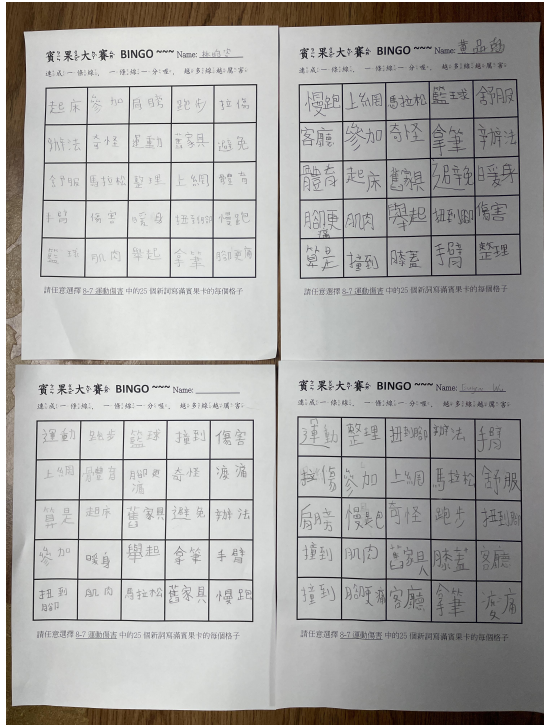 賓果大賽 BINGO ~~~ Name:
連成一條線, 一條線一分喔, 越多線越厲害
起床 參加 肩膀 跑步 拉傷
辦法 奇怪 運動 舊家具 避免
舒服 馬拉松 整理 上網 體育
卜臂 傷害 暖身 扭到腳 慢跑
籃球 肌肉 舉起 拿筆 腳更痛
請任意選擇 8-7 運動傷害 中的25 個新詞寫滿賓果卡的每個格子
賓果大賽 BINGO ~~~ Name:
連成一條線, 一條線一分喔, 越多線越厲害
慢跑 上網 馬拉松 籃球 舒服
客廳 參加 奇怪 拿筆 辦法
體育 起床 舊家具 避免 暖身
腳更痛 肌肉 舉起 扭到腳 傷害
算是 撞到 膝蓋 手臂 整理
請任意選擇 8-7 運動傷害 中的25 個新詞寫滿賓果卡的每個格子
賓果大賽 BINGO ~~~ Name:
連成一條線, 一條線一分喔, 越多線越厲害
運動 跑步 籃球 撞到 傷害
上網 體育 腳更痛 奇怪 痠痛
算是 起床 舊家具 避免 辦法
參加 暖身 舉起 拿筆 手臂
扭到腳 肌肉 馬拉松 舊家具 慢跑
請任意選擇 8-7 運動傷害 中的25 個新詞寫滿賓果卡的每個格子
賓果大賽 BINGO ~~~ Name:
連成一條線, 一條線一分喔, 越多線越厲害
運動 整理 扭到腳 辦法 手臂
拉傷 參加 上網 馬拉松 舒服
肩膀 慢跑 奇怪 跑步 扭到腳
撞到 肌肉 舊家具 膝蓋 客廳
撞到 腳更痛 客廳 拿筆 痠痛
請任意選擇 8-7 運動傷害 中的25 個新詞寫滿賓果卡的每個格子